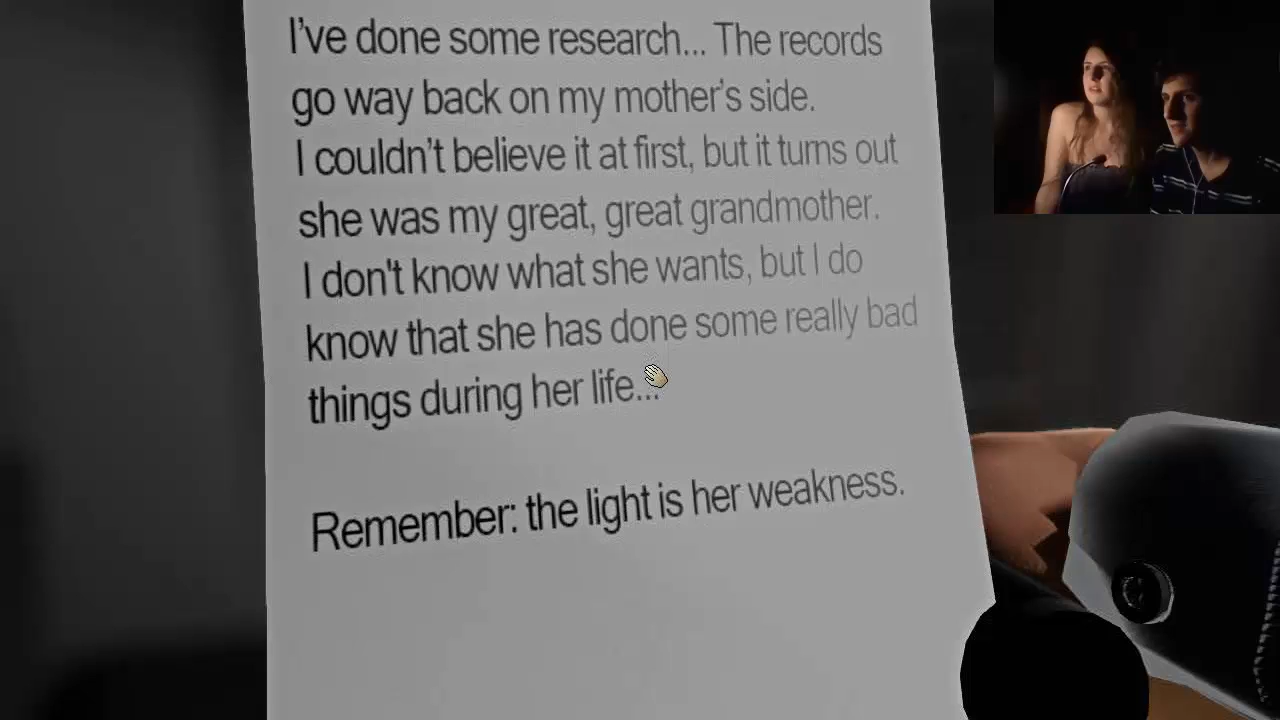 I've done some research... The records
go way back on my mother's side.
I couldn't believe it at first, but it turns out
she was my great, great grandmother.
I don't know what she wants, but I do
know that she has done some really bad
things during her life...
Remember: the light is her weakness.